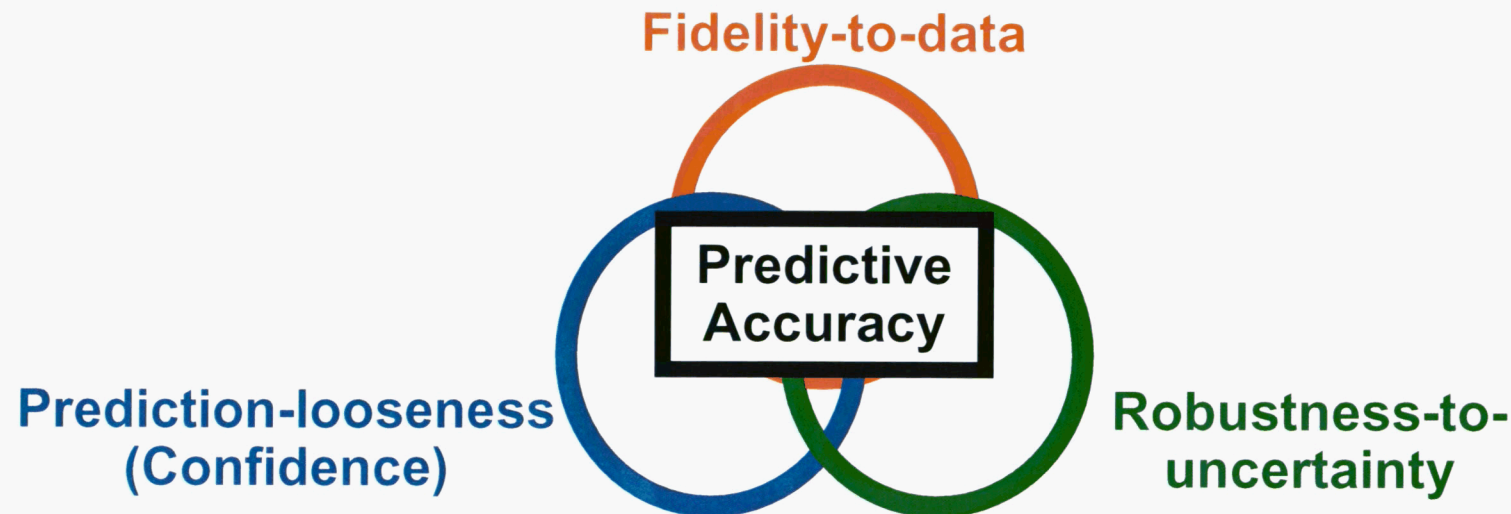 Fidelity-to-data
Predictive
Accuracy
Prediction-looseness
(Confidence)
Robustness-to-
uncertainty